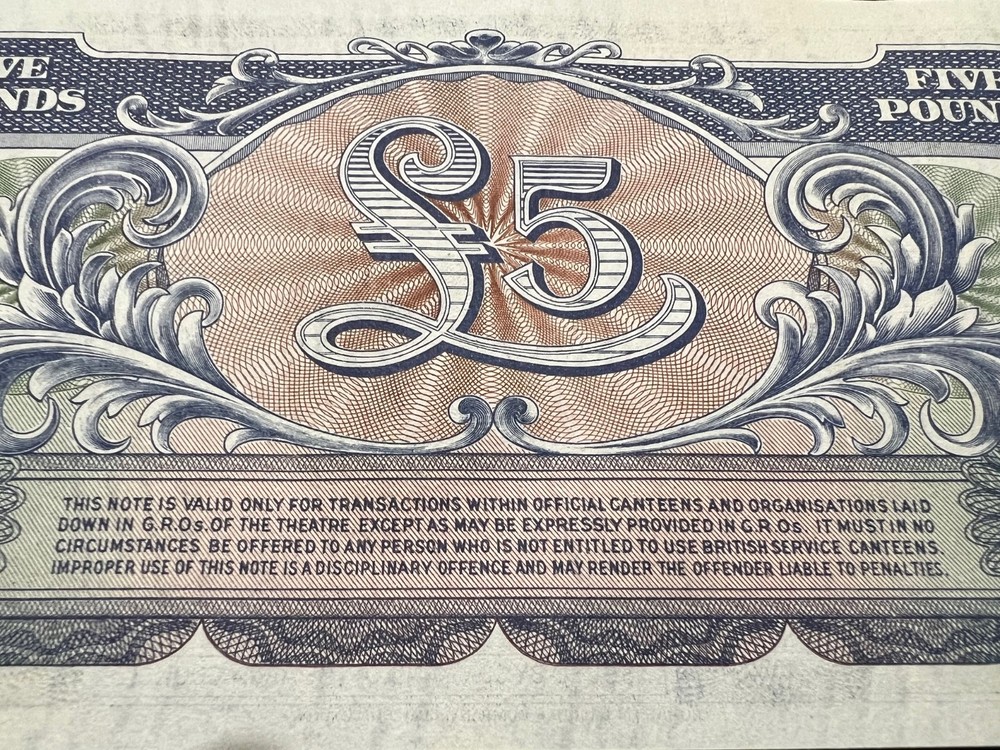 VE
NDS
FIVE
POUN
£5
THIS NOTE IS VALID ONLY FOR TRANSACTIONS WITHIN OFFICIAL CANTEENS AND ORGANISATIONS LAID
DOWN IN G.R.Os. OF THE THEATRE EXCEPT AS MAY BE EXPRESSLY PROVIDED IN G.R.Os. IT MUST IN NO
CIRCUMSTANCES BE OFFERED TO ANY PERSON WHO IS NOT ENTITLED TO USE BRITISH SERVICE CANTEENS.
IMPROPER USE OF THIS NOTE IS A DISCIPLINARY OFFENCE AND MAY RENDER THE OFFENDER LIABLE TO PENALTIES.